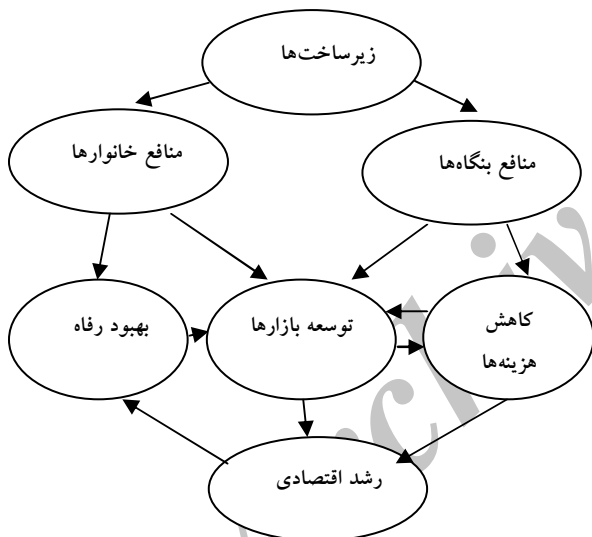 زیرساخت‌ها
منافع بنگاه‌ها
منافع خانوارها
کاهش
هزینه‌ها
توسعه بازارها
بهبود رفاه
رشد اقتصادی